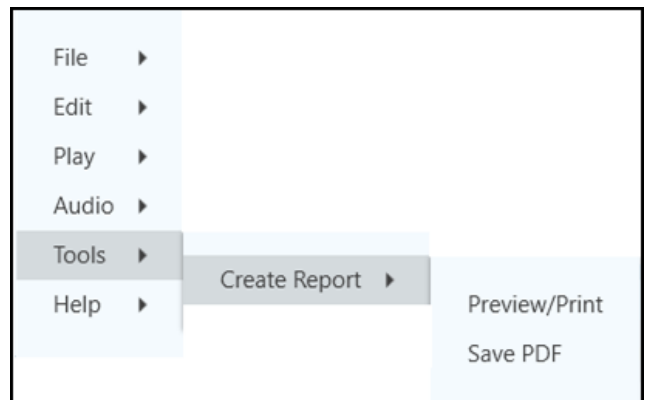 File
Edit
Play
Audio
Tools
Create Report
Help
Preview/Print
Save PDF